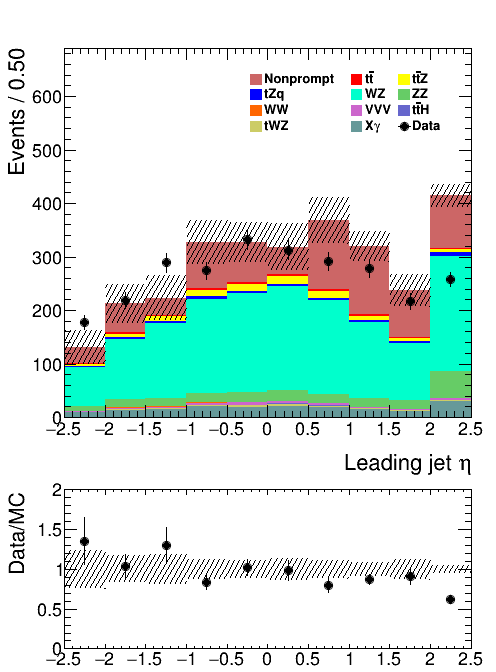 Events / 0.50
600
500
400
300
200
100
0
Nonprompt tt̄ tt̄Z
tZq WZ ZZ
WW VVV tt̄H
tWZ Xγ Data
−2.5 −2 −1.5 −1 −0.5 0 0.5 1 1.5 2 2.5
Leading jet η
Data/MC
2
1.5
1
0.5
0
−2.5 −2 −1.5 −1 −0.5 0 0.5 1 1.5 2 2.5